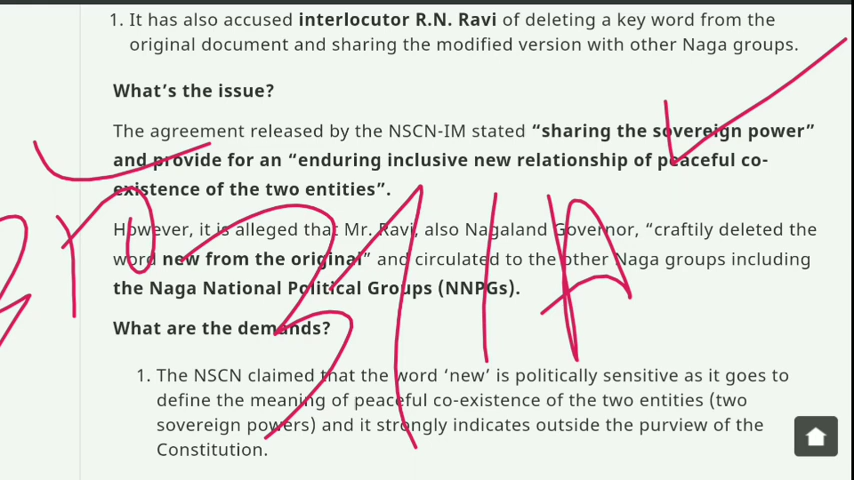 1. It has also accused interlocutor R.N. Ravi of deleting a key word from the
original document and sharing the modified version with other Naga groups.
What’s the issue?
The agreement released by the NSCN-IM stated “sharing the sovereign power”
and provide for an “enduring inclusive new relationship of peaceful co-
existence of the two entities”.
However, it is alleged that Mr. Ravi, also Nagaland Governor, “craftily deleted the
word new from the original” and circulated to the other Naga groups including
the Naga National Political Groups (NNPGs).
What are the demands?
1. The NSCN claimed that the word ‘new’ is politically sensitive as it goes to
define the meaning of peaceful co-existence of the two entities (two
sovereign powers) and it strongly indicates outside the purview of the
Constitution.